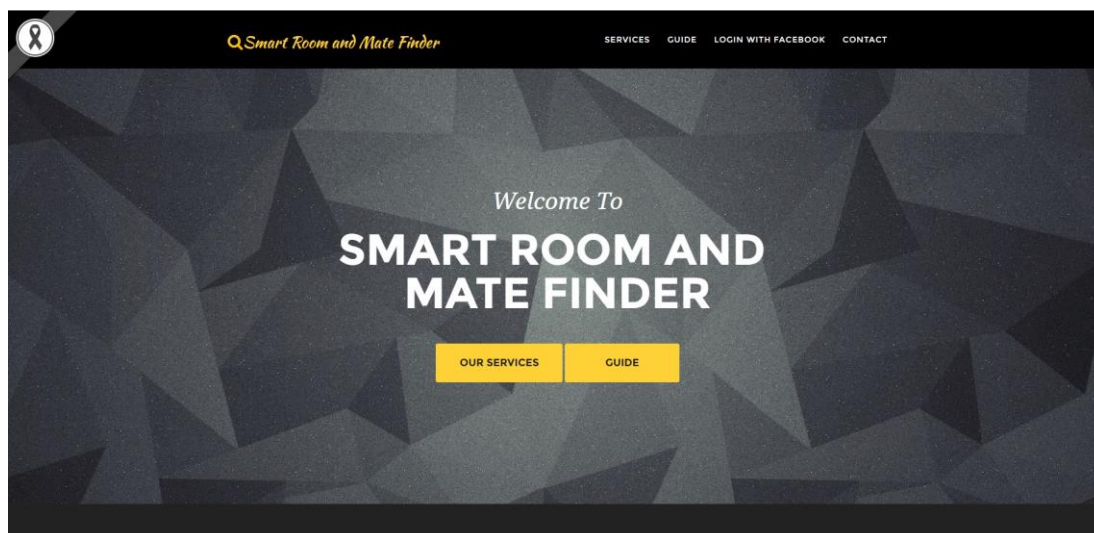 Smart Room and Mate Finder
SERVICES GUIDE LOGIN WITH FACEBOOK CONTACT
Welcome To
SMART ROOM AND
MATE FINDER
OUR SERVICES GUIDE